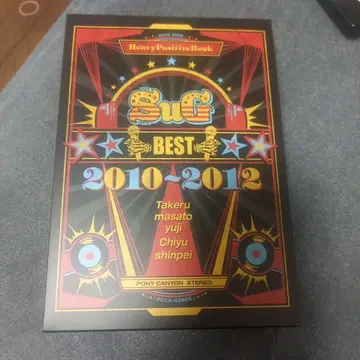 Heavy Positive Rock
SuG
BEST
2010~2012
Takeru
masato
yuji
Chiyu
shinpei
PONY CANYON STEREO